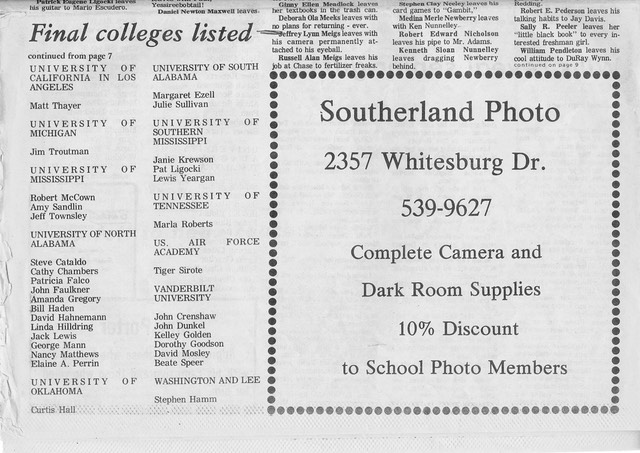 Patrick Eugene Ligocki leaves
his guitar to Mario Escudero.
Yessireebobtail!
Daniel Newton Maxwell leaves.
Ginny Ellen Mendlock leaves
her textbooks in the trash can.
Deborah Ola Meeks leaves with
no plans for returning - ever.
Jeffrey Lynn Meigs leaves with
his camera permanently at-
tached to his eyeball.
Russell Alan Meigs leaves his
job at Chase to fertilizer freaks.
Stephen Clay Neeley leaves his
card games to "Gambit,"
Medina Merle Newberry leaves
with Ken Nunnelley.
Robert Edward Nicholson
leaves his pipe to Mr. Adams.
Kenneth Sloan Nunnelley
leaves dragging Newberry
behind.
Redding.
Robert E. Pederson leaves his
talking habits to Jay Davis.
Sally R. Peeler leaves her
"little black book" to every in-
terested freshman girl.
William Pendleton leaves his
cool attitude to DuRay Wynn.
continued on page 9
Final colleges listed
continued from page 7
UNIVERSITY OF
CALIFORNIA IN LOS
ANGELES
Matt Thayer
UNIVERSITY OF
MICHIGAN
Jim Troutman
UNIVERSITY OF
MISSISSIPPI
Robert McCown
Amy Sandlin
Jeff Townsley
UNIVERSITY OF NORTH
ALABAMA
Steve Cataldo
Cathy Chambers
Patricia Falco
John Faulkner
Amanda Gregory
Bill Haden
David Hahnemann
Linda Hilldring
Jack Lewis
George Mann
Nancy Matthews
Elaine A. Perrin
UNIVERSITY OF
OKLAHOMA
Curtis Hall
UNIVERSITY OF SOUTH
ALABAMA
Margaret Ezell
Julie Sullivan
UNIVERSITY OF
SOUTHERN
MISSISSIPPI
Janie Krewson
Pat Ligocki
Lewis Yeargan
UNIVERSITY OF
TENNESSEE
Marla Roberts
US. AIR FORCE
ACADEMY
Tiger Sirote
VANDERBILT
UNIVERSITY
John Crenshaw
John Dunkel
Kelley Golden
Dorothy Goodson
David Mosley
Beate Speer
WASHINGTON AND LEE
Stephen Hamm
Southerland Photo
2357 Whitesburg Dr.
539-9627
Complete Camera and
Dark Room Supplies
10% Discount
to School Photo Members